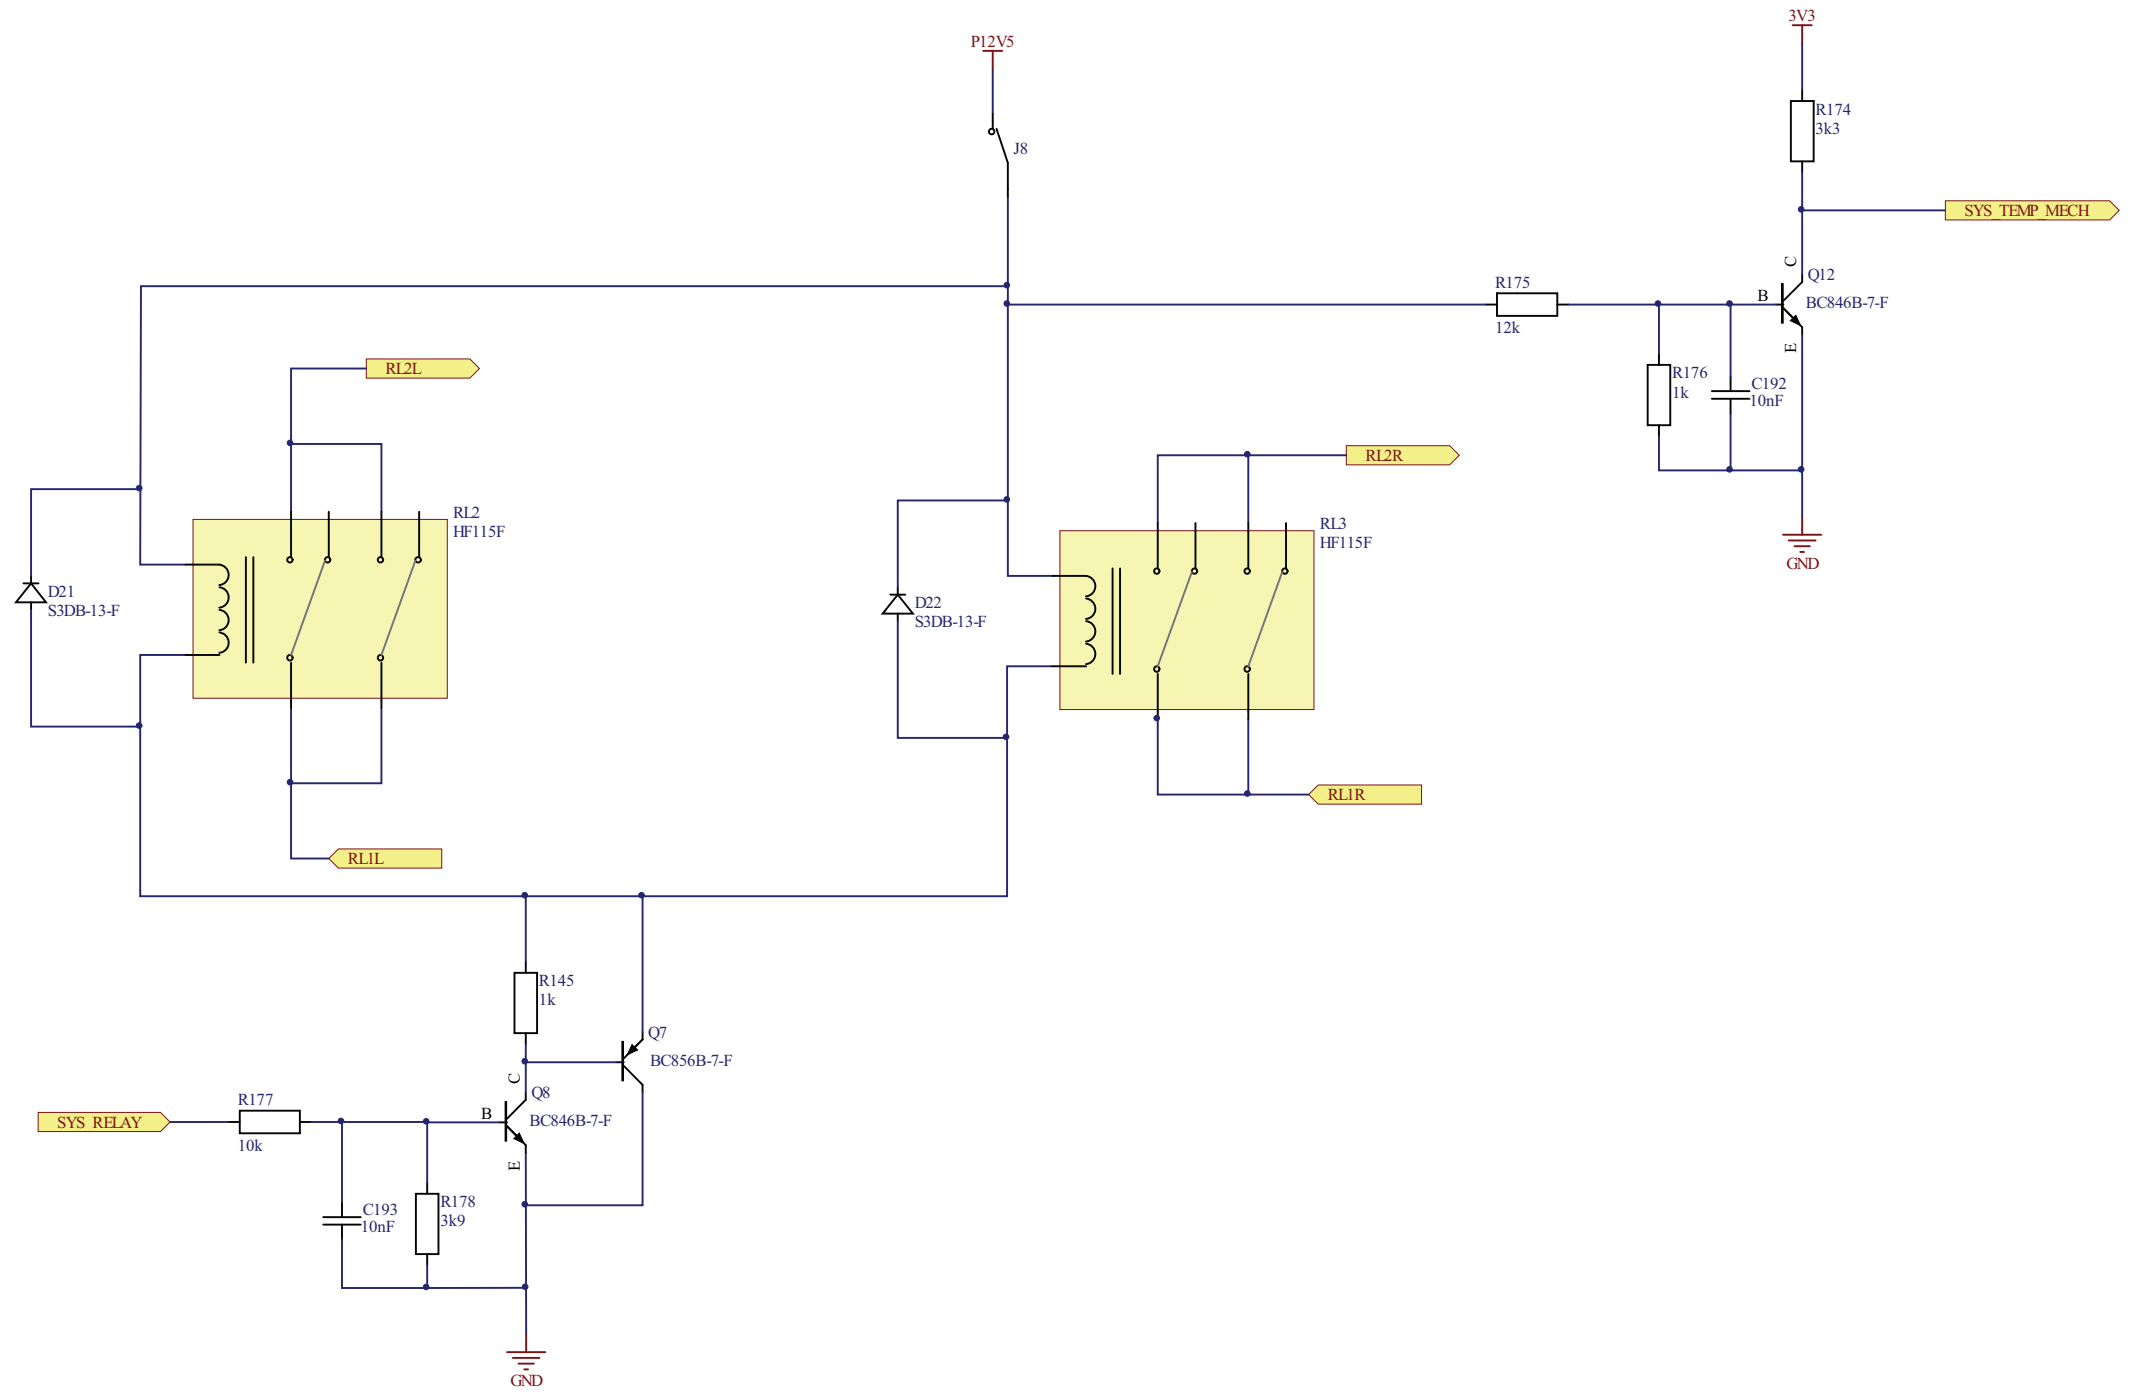 3V3
P12V5
R174
3k3
J8
SYS_TEMP_MECH
C
Q12
R175
B
BC846B-7-F
12k
E
RL2L
R176
1k
C192
10nF
RL2R
RL2
HF115F
RL3
HF115F
GND
D21
S3DB-13-F
D22
S3DB-13-F
RL1R
RL1L
R145
1k
Q7
BC856B-7-F
C
Q8
R177
B
SYS_RELAY
BC846B-7-F
10k
E
C193
10nF
R178
3k9
GND